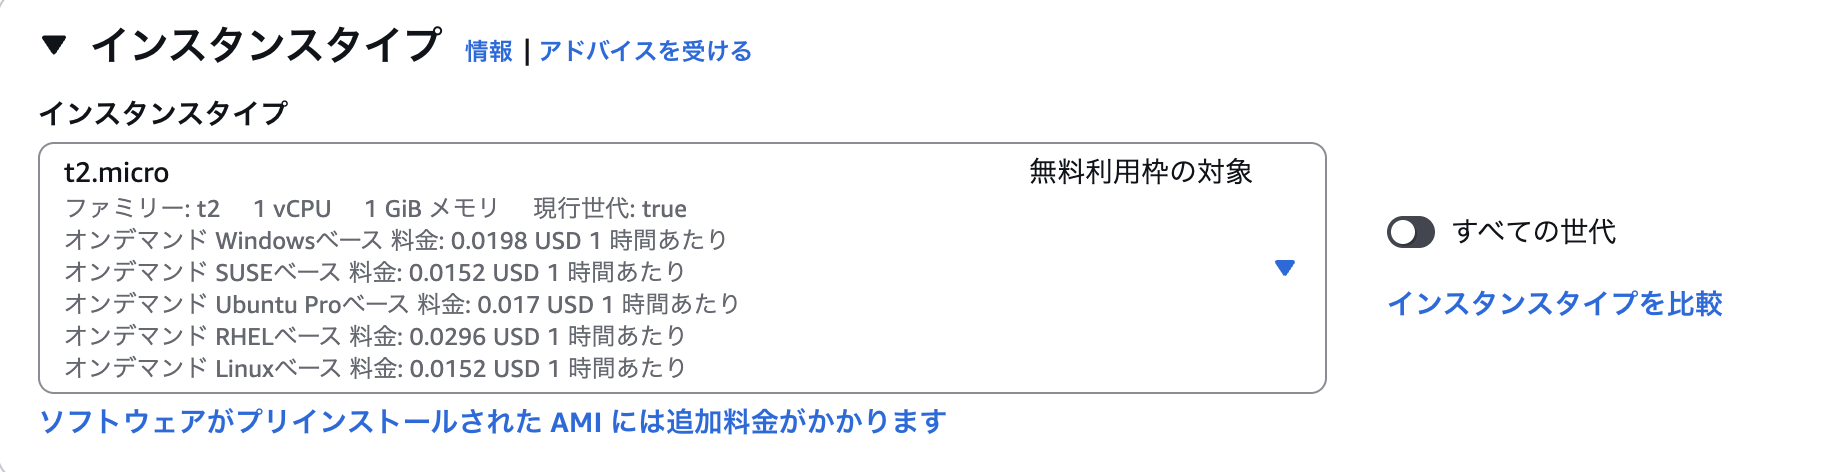 インスタンスタイプ 情報 | アドバイスを受ける
インスタンスタイプ
t2.micro 無料利用枠の対象
ファミリー: t2 1 vCPU 1 GiB メモリ 現行世代: true
オンデマンド Windowsベース 料金: 0.0198 USD 1 時間あたり
オンデマンド SUSEベース 料金: 0.0152 USD 1 時間あたり
オンデマンド Ubuntu Proベース 料金: 0.017 USD 1 時間あたり
オンデマンド RHELベース 料金: 0.0296 USD 1 時間あたり
オンデマンド Linuxベース 料金: 0.0152 USD 1 時間あたり
すべての世代
インスタンスタイプを比較
ソフトウェアがプリインストールされた AMI には追加料金がかかります